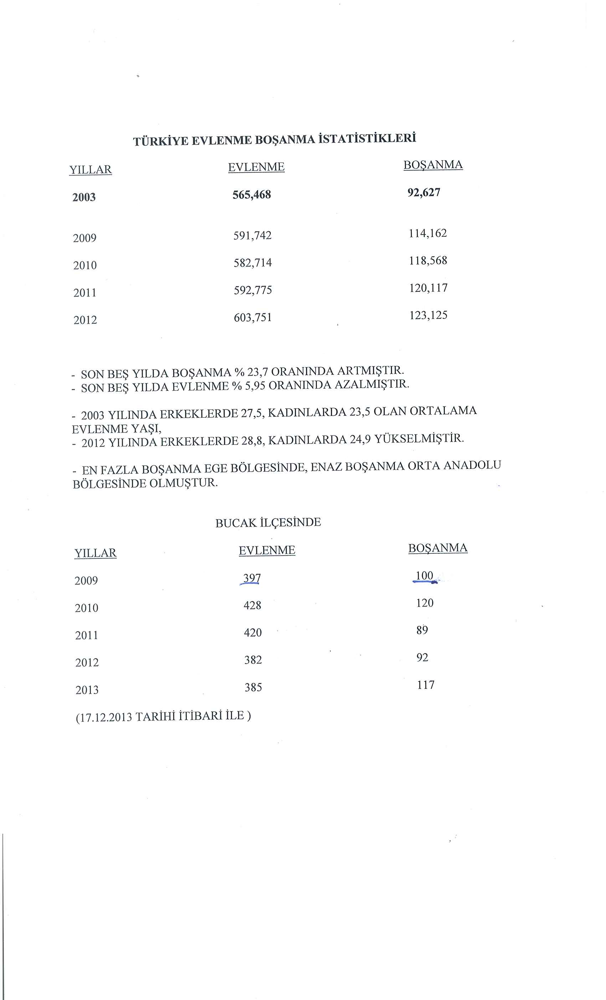 TÜRKİYE EVLENME BOŞANMA İSTATİSTİKLERİ
YILLAR EVLENME BOŞANMA
2003 565,468 92,627
2009 591,742 114,162
2010 582,714 118,568
2011 592,775 120,117
2012 603,751 123,125
- SON BEŞ YILDA BOŞANMA % 23,7 ORANINDA ARTMIŞTIR.
- SON BEŞ YILDA EVLENME % 5,95 ORANINDA AZALMIŞTIR.
- 2003 YILINDA ERKEKLERDE 27,5, KADINLARDA 23,5 OLAN ORTALAMA
EVLENME YAŞI,
- 2012 YILINDA ERKEKLERDE 28,8, KADINLARDA 24,9 YÜKSELMİŞTİR.
- EN FAZLA BOŞANMA EGE BÖLGESİNDE, ENAZ BOŞANMA ORTA ANADOLU
BÖLGESİNDE OLMUŞTUR.
BUCAK İLÇESİNDE
YILLAR EVLENME BOŞANMA
2009 397 100
2010 428 120
2011 420 89
2012 382 92
2013 385 117
(17.12.2013 TARİHİ İTİBARİ İLE )